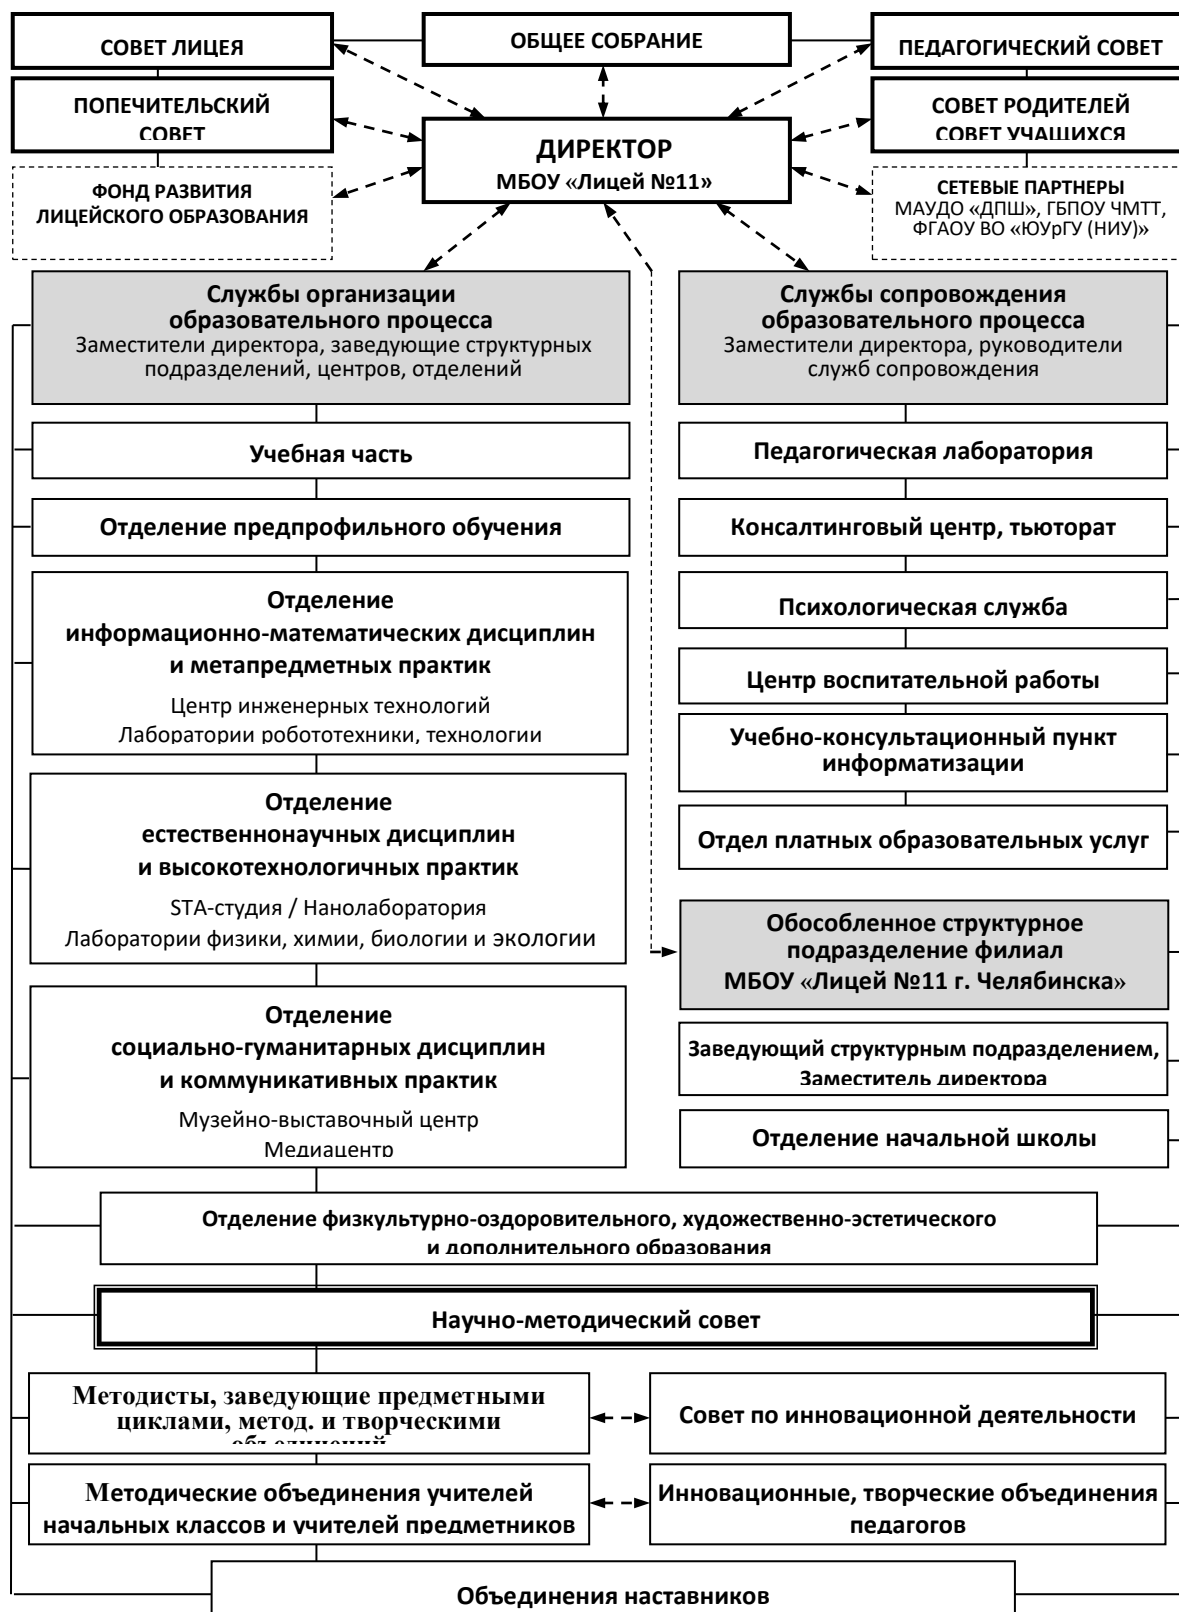 СОВЕТ ЛИЦЕЯ
ОБЩЕЕ СОБРАНИЕ
ПЕДАГОГИЧЕСКИЙ СОВЕТ
ПОПЕЧИТЕЛЬСКИЙ
СОВЕТ
СОВЕТ РОДИТЕЛЕЙ
СОВЕТ УЧАЩИХСЯ
ДИРЕКТОР
МБОУ «Лицей №11»
ФОНД РАЗВИТИЯ
ЛИЦЕЙСКОГО ОБРАЗОВАНИЯ
СЕТЕВЫЕ ПАРТНЕРЫ
МАУДО «ДПШ», ГБПОУ ЧМТТ,
ФГАОУ ВО «ЮУрГУ (НИУ)»
Службы организации
образовательного процесса
Заместители директора, заведующие структурных
подразделений, центров, отделений
Учебная часть
Отделение предпрофильного обучения
Отделение
информационно-математических дисциплин
и метапредметных практик
Центр инженерных технологий
Лаборатории робототехники, технологии
Отделение
естественнонаучных дисциплин
и высокотехнологичных практик
STA-студия / Нанолаборатория
Лаборатории физики, химии, биологии и экологии
Отделение
социально-гуманитарных дисциплин
и коммуникативных практик
Музейно-выставочный центр
Медиацентр
Службы сопровождения
образовательного процесса
Заместители директора, руководители
служб сопровождения
Педагогическая лаборатория
Консалтинговый центр, тьюторат
Психологическая служба
Центр воспитательной работы
Учебно-консультационный пункт
информатизации
Отдел платных образовательных услуг
Обособленное структурное
подразделение филиал
МБОУ «Лицей №11 г. Челябинска»
Заведующий структурным подразделением,
Заместитель директора
Отделение начальной школы
Отделение физкультурно-оздоровительного, художественно-эстетического
и дополнительного образования
Научно-методический совет
Методисты, заведующие предметными
циклами, метод. и творческими
объединений
Совет по инновационной деятельности
Методические объединения учителей
начальных классов и учителей предметников
Инновационные, творческие объединения
педагогов
Объединения наставников